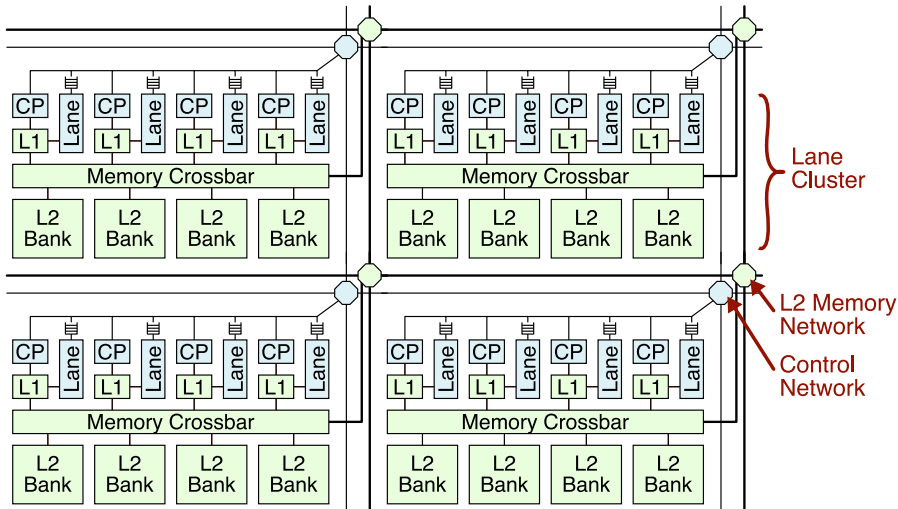 CP Lane CP Lane CP Lane CP Lane
L1 L1 L1 L1
Memory Crossbar
L2 L2 L2 L2
Bank Bank Bank Bank
CP Lane CP Lane CP Lane CP Lane
L1 L1 L1 L1
Memory Crossbar
L2 L2 L2 L2
Bank Bank Bank Bank
Lane
Cluster
CP Lane CP Lane CP Lane CP Lane
L1 L1 L1 L1
Memory Crossbar
L2 L2 L2 L2
Bank Bank Bank Bank
CP Lane CP Lane CP Lane CP Lane
L1 L1 L1 L1
Memory Crossbar
L2 L2 L2 L2
Bank Bank Bank Bank
L2 Memory
Network
Control
Network